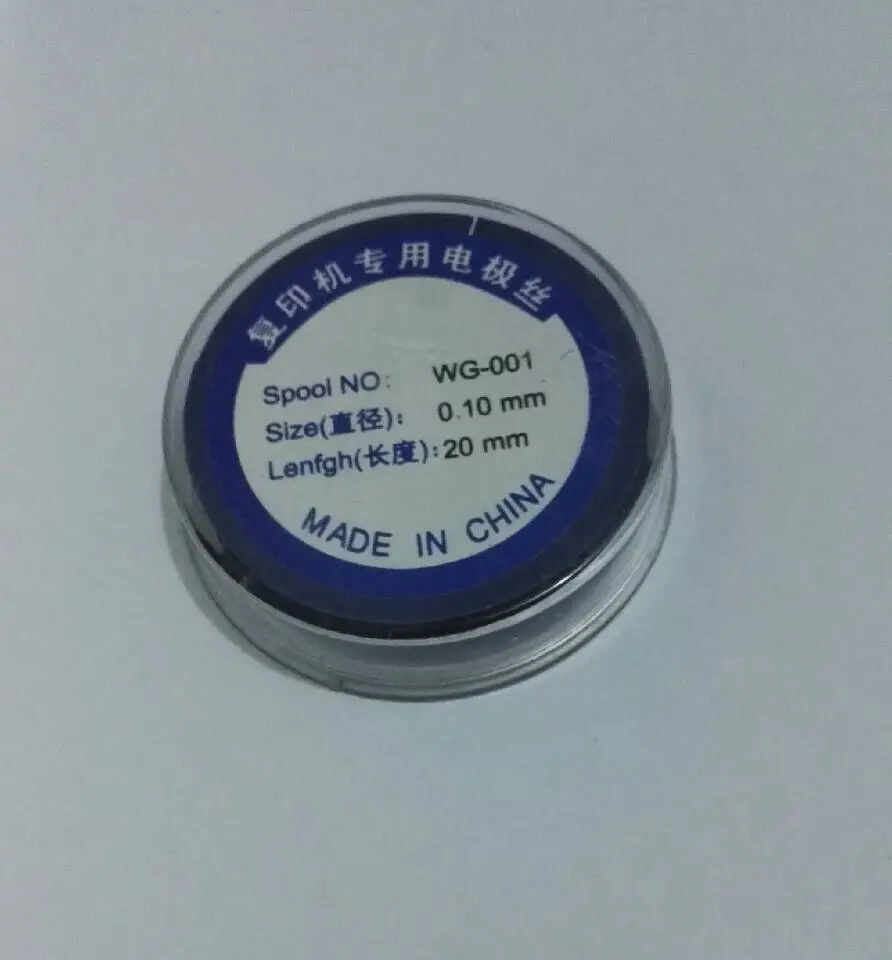 复印机专用电极丝
Spool NO: WG-001
Size(直径): 0.10 mm
Lenfgh(长度): 20 mm
MADE IN CHINA